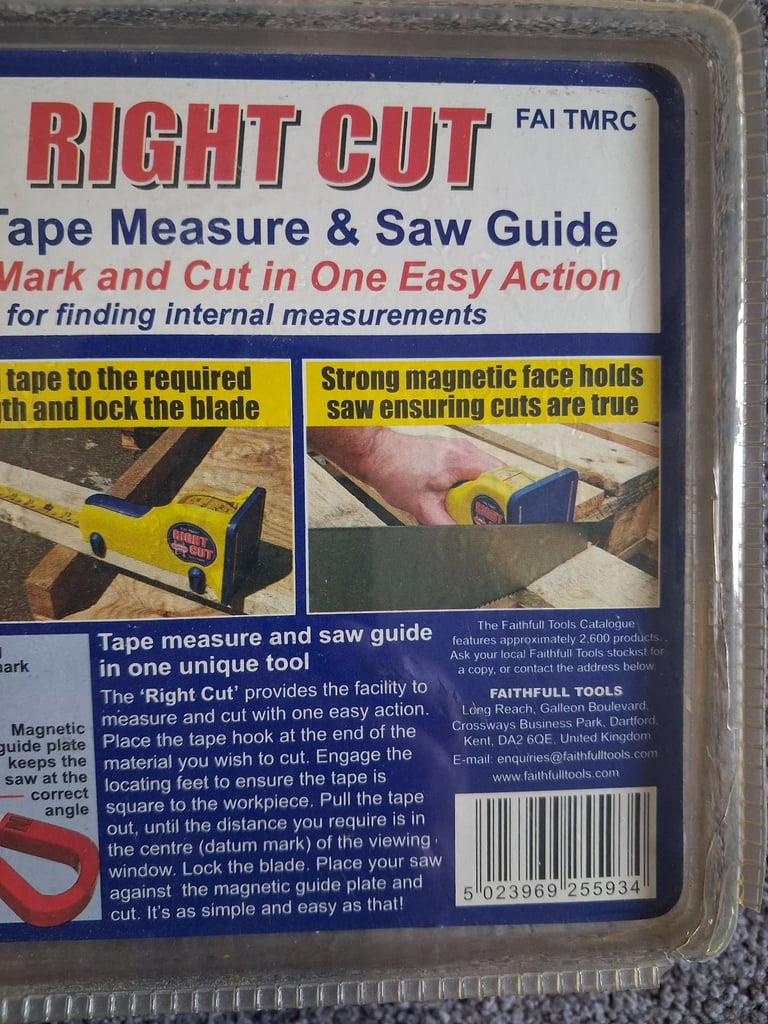 RIGHT CUT
FAI TMRC
Tape Measure & Saw Guide
Mark and Cut in One Easy Action
for finding internal measurements
tape to the required
th and lock the blade
Strong magnetic face holds
saw ensuring cuts are true
RIGHT
CUT
RIGHT
CUT
ark
Magnetic
guide plate
keeps the
saw at the
correct
angle
Tape measure and saw guide
in one unique tool
The 'Right Cut' provides the facility to
measure and cut with one easy action.
Place the tape hook at the end of the
material you wish to cut. Engage the
locating feet to ensure the tape is
square to the workpiece. Pull the tape
out, until the distance you require is in
the centre (datum mark) of the viewing
window. Lock the blade. Place your saw
against the magnetic guide plate and
cut. It's as simple and easy as that!
The Faithfull Tools Catalogue
features approximately 2,600 products.
Ask your local Faithfull Tools stockist for
a copy, or contact the address below.
FAITHFULL TOOLS
Long Reach, Galleon Boulevard,
Crossways Business Park, Dartford,
Kent, DA2 6QE, United Kingdom
E-mail: enquiries@faithfulltools.com
www.faithfulltools.com
5 023969 255934